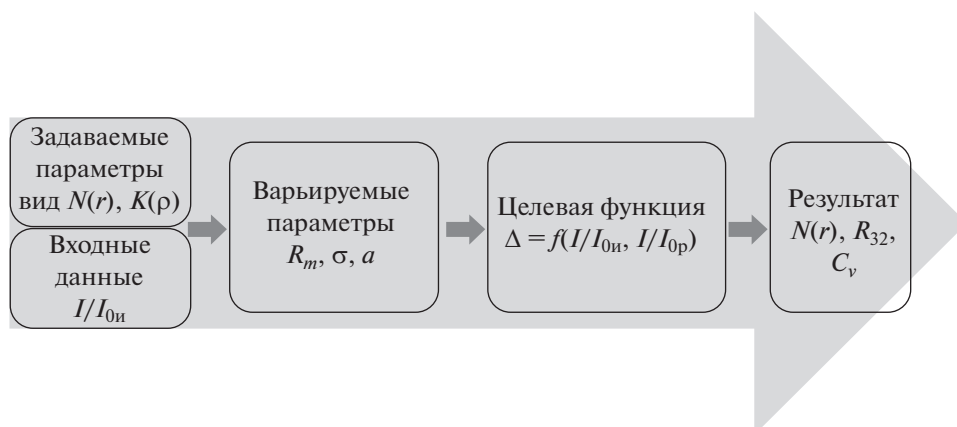 Задаваемые
параметры
вид N(r), K(ρ)
Входные
данные
I/I₀и
Варьируемые
параметры
Rₘ, σ, a
Целевая функция
Δ = f(I/I₀и, I/I₀р)
Результат
N(r), R₃₂,
Cᵥ